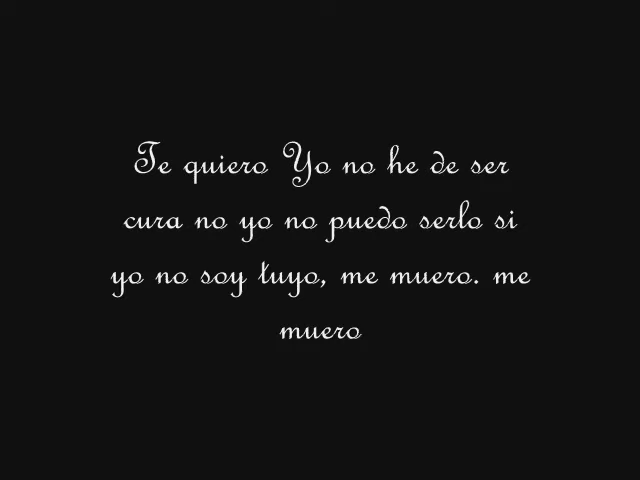 Te quiero Yo no he de ser
cura no yo no puedo serlo si
yo no soy tuyo, me muero. me
muero